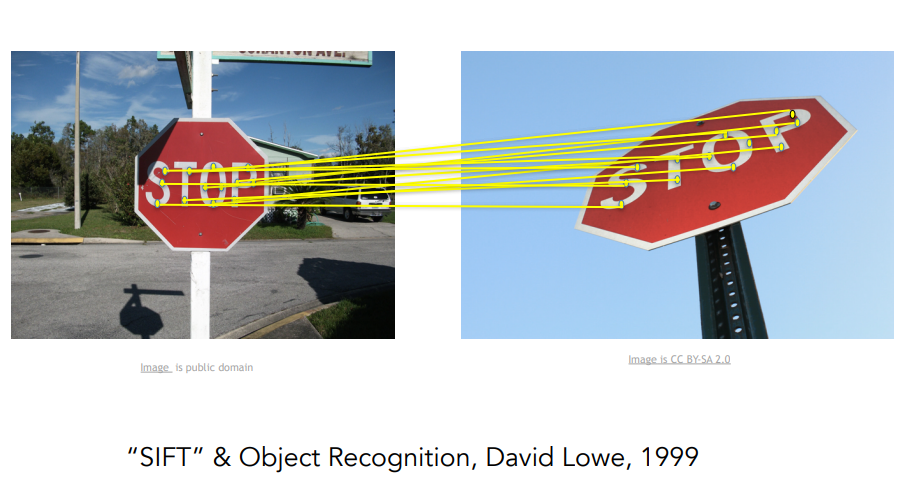 STOP
STOP
Image is public domain
Image is CC BY-SA 2.0
“SIFT” & Object Recognition, David Lowe, 1999